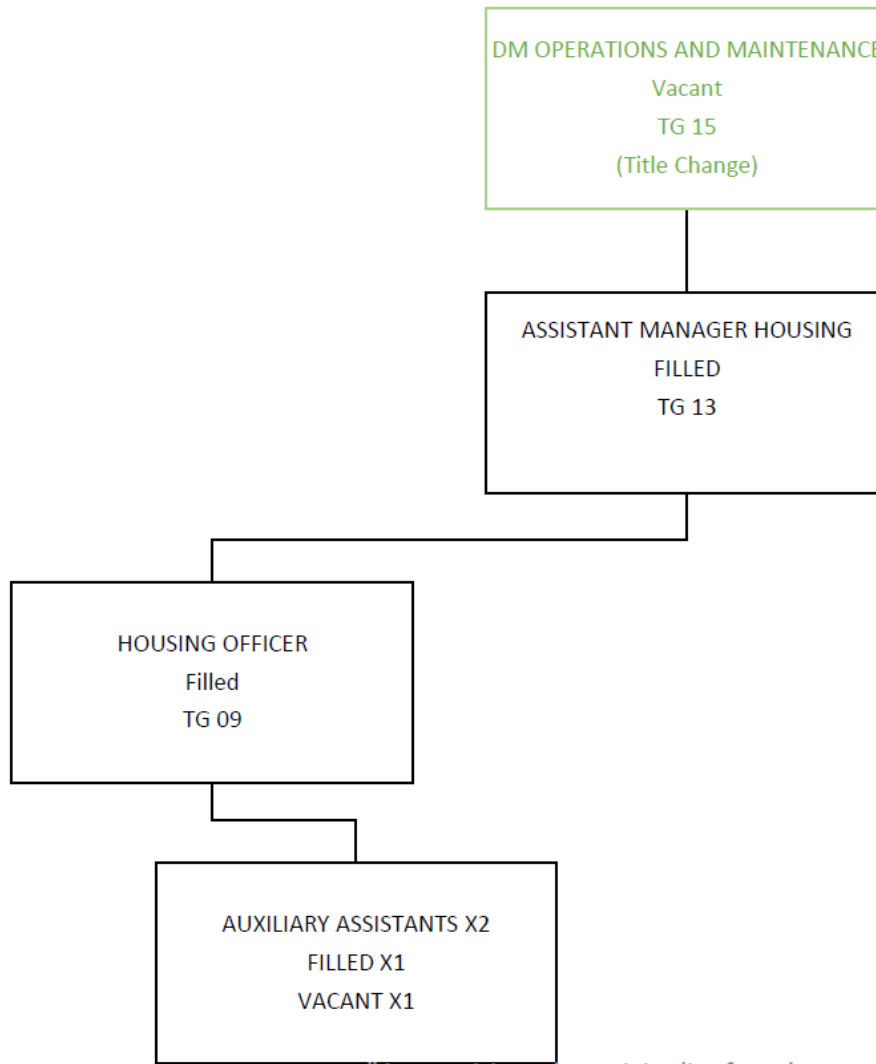 DM OPERATIONS AND MAINTENANCE
Vacant
TG 15
(Title Change)
ASSISTANT MANAGER HOUSING
FILLED
TG 13
HOUSING OFFICER
Filled
TG 09
AUXILIARY ASSISTANTS X2
FILLED X1
VACANT X1